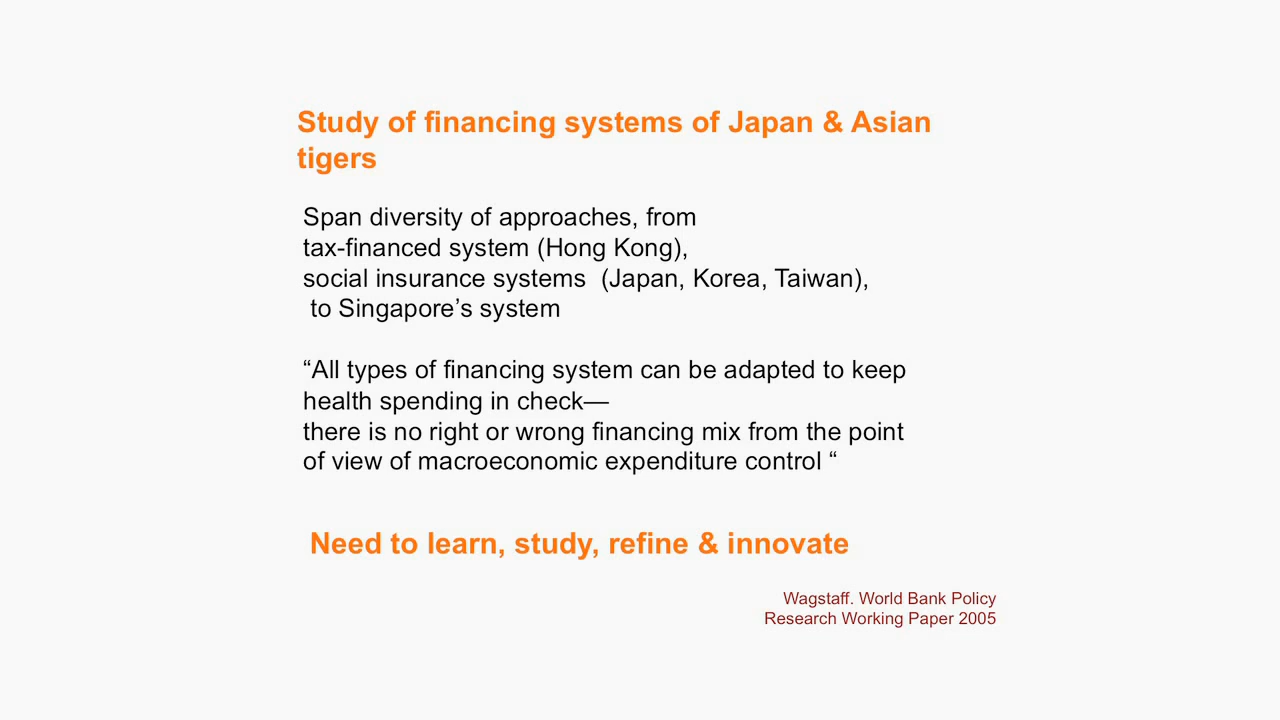 Study of financing systems of Japan & Asian
tigers
Span diversity of approaches, from
tax-financed system (Hong Kong),
social insurance systems  (Japan, Korea, Taiwan),
to Singapore’s system
“All types of financing system can be adapted to keep
health spending in check—
there is no right or wrong financing mix from the point
of view of macroeconomic expenditure control “
Need to learn, study, refine & innovate
Wagstaff. World Bank Policy
Research Working Paper 2005